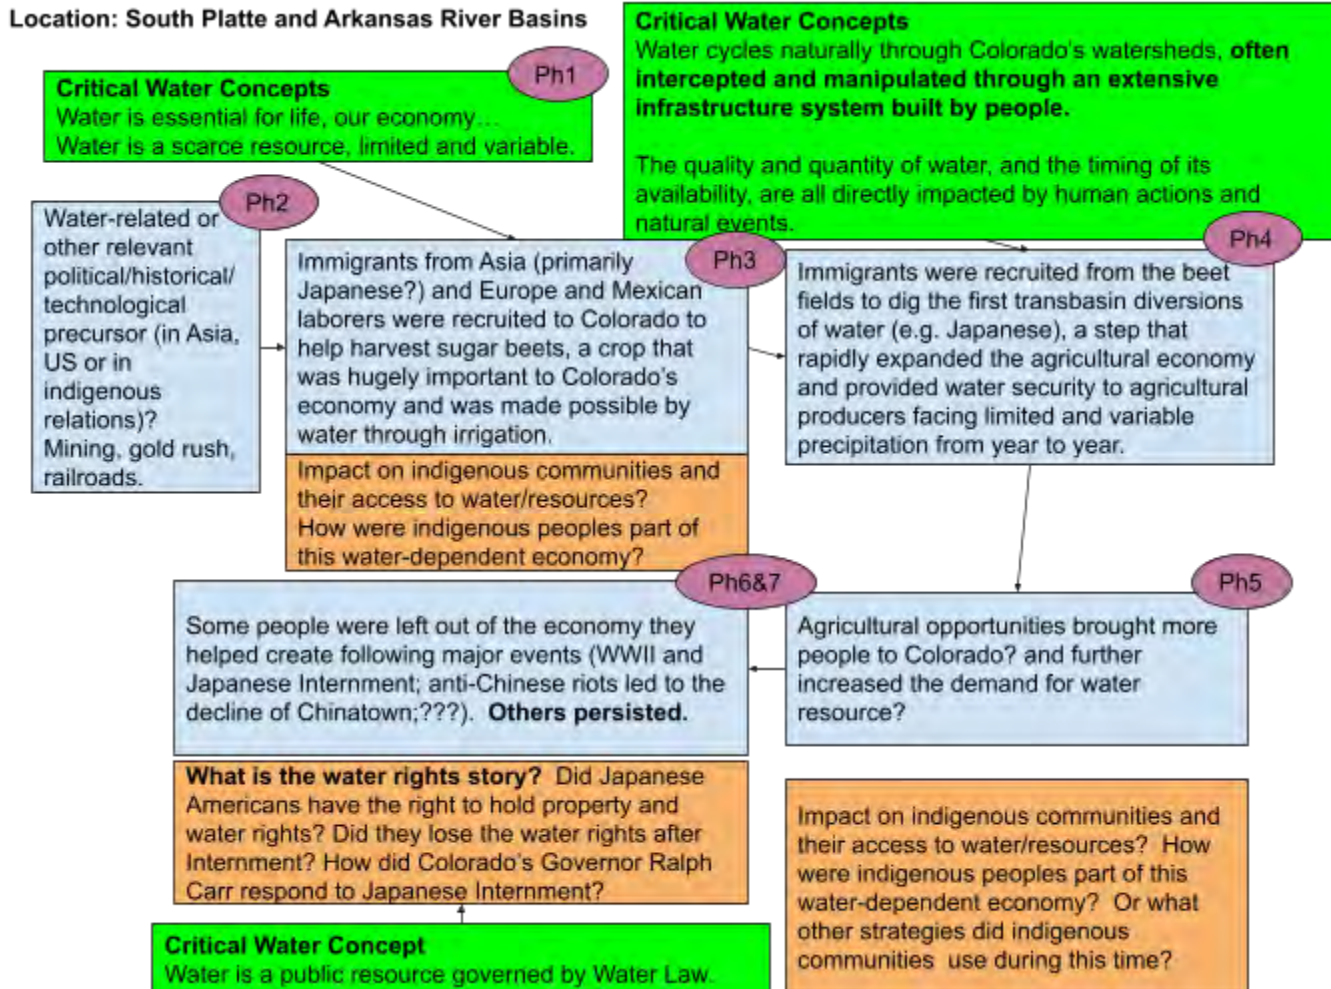 Location: South Platte and Arkansas River Basins
Ph1
Critical Water Concepts
Water is essential for life, our economy…
Water is a scarce resource, limited and variable.
Critical Water Concepts
Water cycles naturally through Colorado's watersheds, often
intercepted and manipulated through an extensive
infrastructure system built by people.
The quality and quantity of water, and the timing of its
availability, are all directly impacted by human actions and
natural events.
Ph2
Water-related or
other relevant
political/historical/
technological
precursor (in Asia,
US or in
indigenous
relations)?
Mining, gold rush,
railroads.
Ph3
Immigrants from Asia (primarily
Japanese?) and Europe and Mexican
laborers were recruited to Colorado to
help harvest sugar beets, a crop that
was hugely important to Colorado's
economy and was made possible by
water through irrigation.
Impact on indigenous communities and
their access to water/resources?
How were indigenous peoples part of
this water-dependent economy?
Ph4
Immigrants were recruited from the beet
fields to dig the first transbasin diversions
of water (e.g. Japanese), a step that
rapidly expanded the agricultural economy
and provided water security to agricultural
producers facing limited and variable
precipitation from year to year.
Ph5
Agricultural opportunities brought more
people to Colorado? and further
increased the demand for water
resource?
Ph6&7
Some people were left out of the economy they
helped create following major events (WWII and
Japanese Internment; anti-Chinese riots led to the
decline of Chinatown;???). Others persisted.
What is the water rights story? Did Japanese
Americans have the right to hold property and
water rights? Did they lose the water rights after
Internment? How did Colorado's Governor Ralph
Carr respond to Japanese Internment?
Critical Water Concept
Water is a public resource governed by Water Law.
Impact on indigenous communities and
their access to water/resources? How
were indigenous peoples part of this
water-dependent economy? Or what
other strategies did indigenous
communities use during this time?